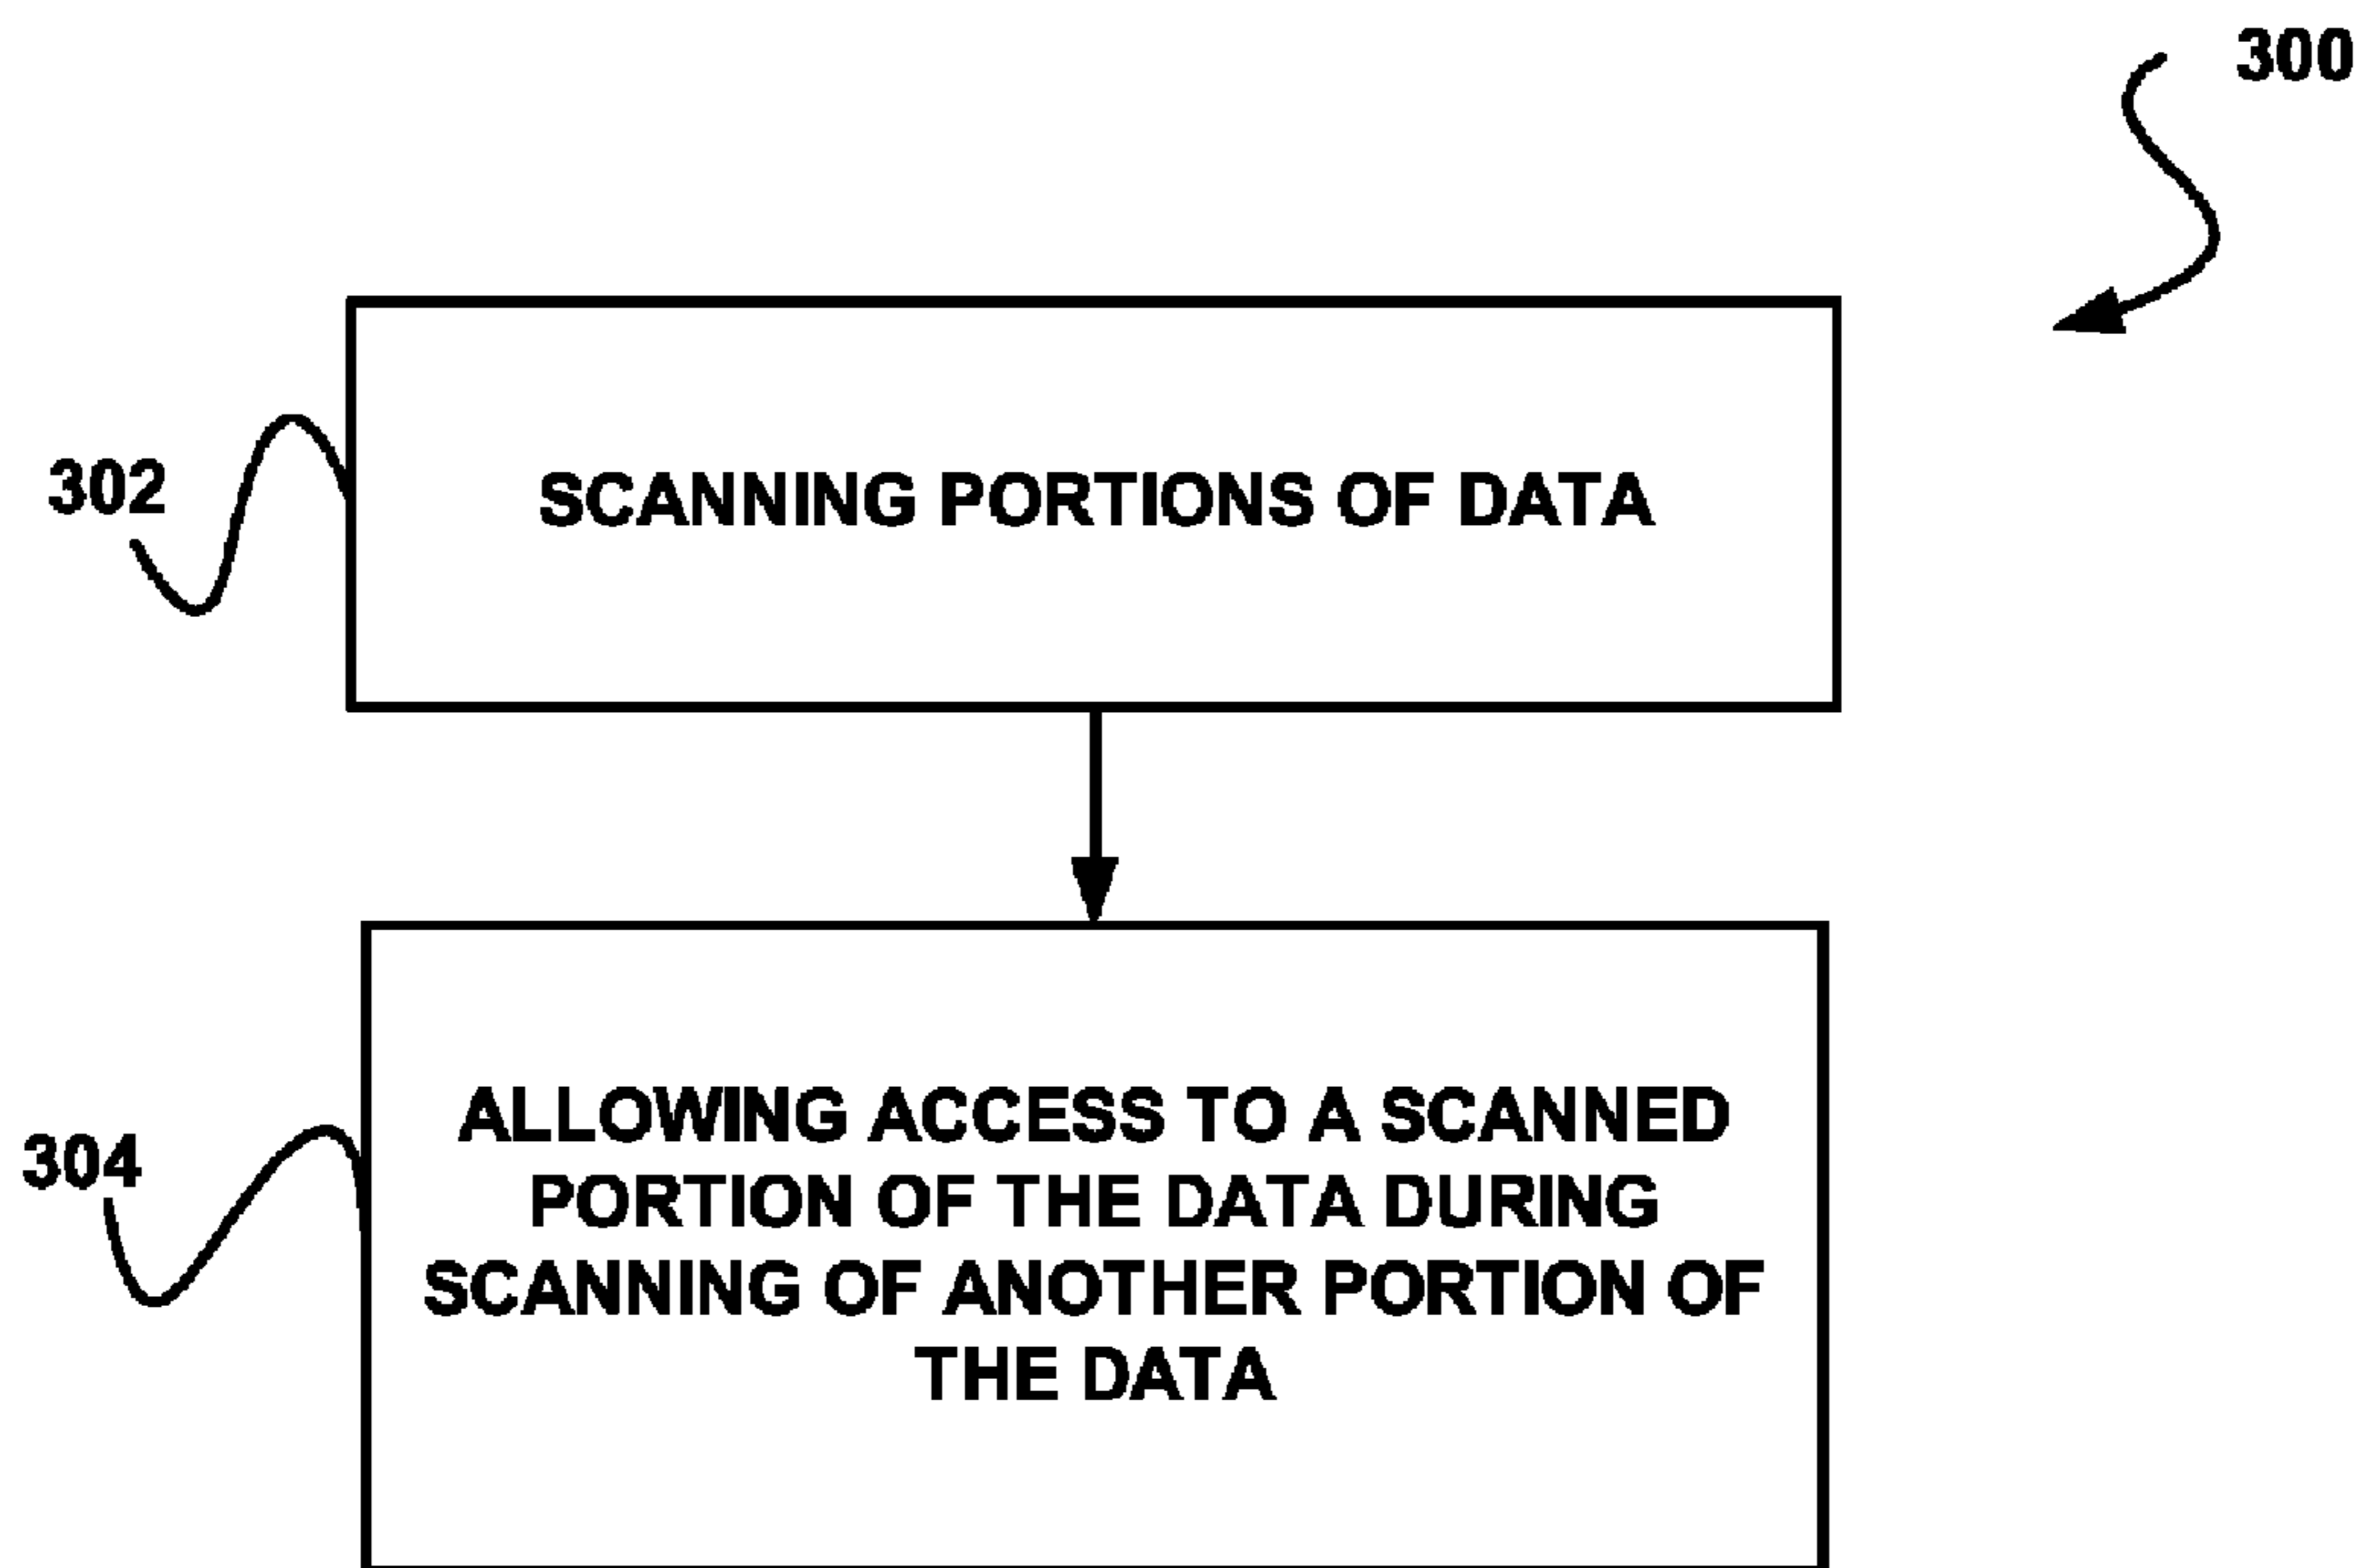 300
302
SCANNING PORTIONS OF DATA
304
ALLOWING ACCESS TO A SCANNED
PORTION OF THE DATA DURING
SCANNING OF ANOTHER PORTION OF
THE DATA